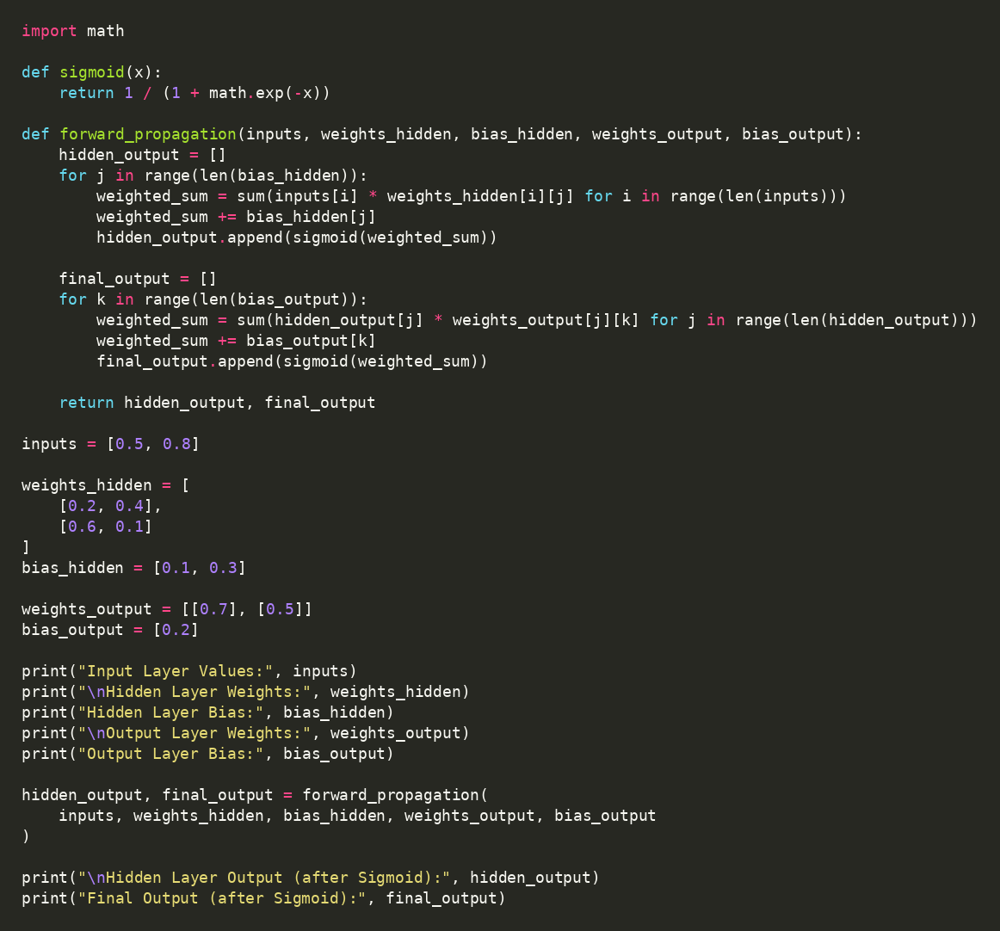 import math

def sigmoid(x):
    return 1 / (1 + math.exp(-x))

def forward_propagation(inputs, weights_hidden, bias_hidden, weights_output, bias_output):
    hidden_output = []
    for j in range(len(bias_hidden)):
        weighted_sum = sum(inputs[i] * weights_hidden[i][j] for i in range(len(inputs)))
        weighted_sum += bias_hidden[j]
        hidden_output.append(sigmoid(weighted_sum))

    final_output = []
    for k in range(len(bias_output)):
        weighted_sum = sum(hidden_output[j] * weights_output[j][k] for j in range(len(hidden_output)))
        weighted_sum += bias_output[k]
        final_output.append(sigmoid(weighted_sum))

    return hidden_output, final_output

inputs = [0.5, 0.8]

weights_hidden = [
    [0.2, 0.4],
    [0.6, 0.1]
]
bias_hidden = [0.1, 0.3]

weights_output = [[0.7], [0.5]]
bias_output = [0.2]

print("Input Layer Values:", inputs)
print("\nHidden Layer Weights:", weights_hidden)
print("Hidden Layer Bias:", bias_hidden)
print("\nOutput Layer Weights:", weights_output)
print("Output Layer Bias:", bias_output)

hidden_output, final_output = forward_propagation(
    inputs, weights_hidden, bias_hidden, weights_output, bias_output
)

print("\nHidden Layer Output (after Sigmoid):", hidden_output)
print("Final Output (after Sigmoid):", final_output)